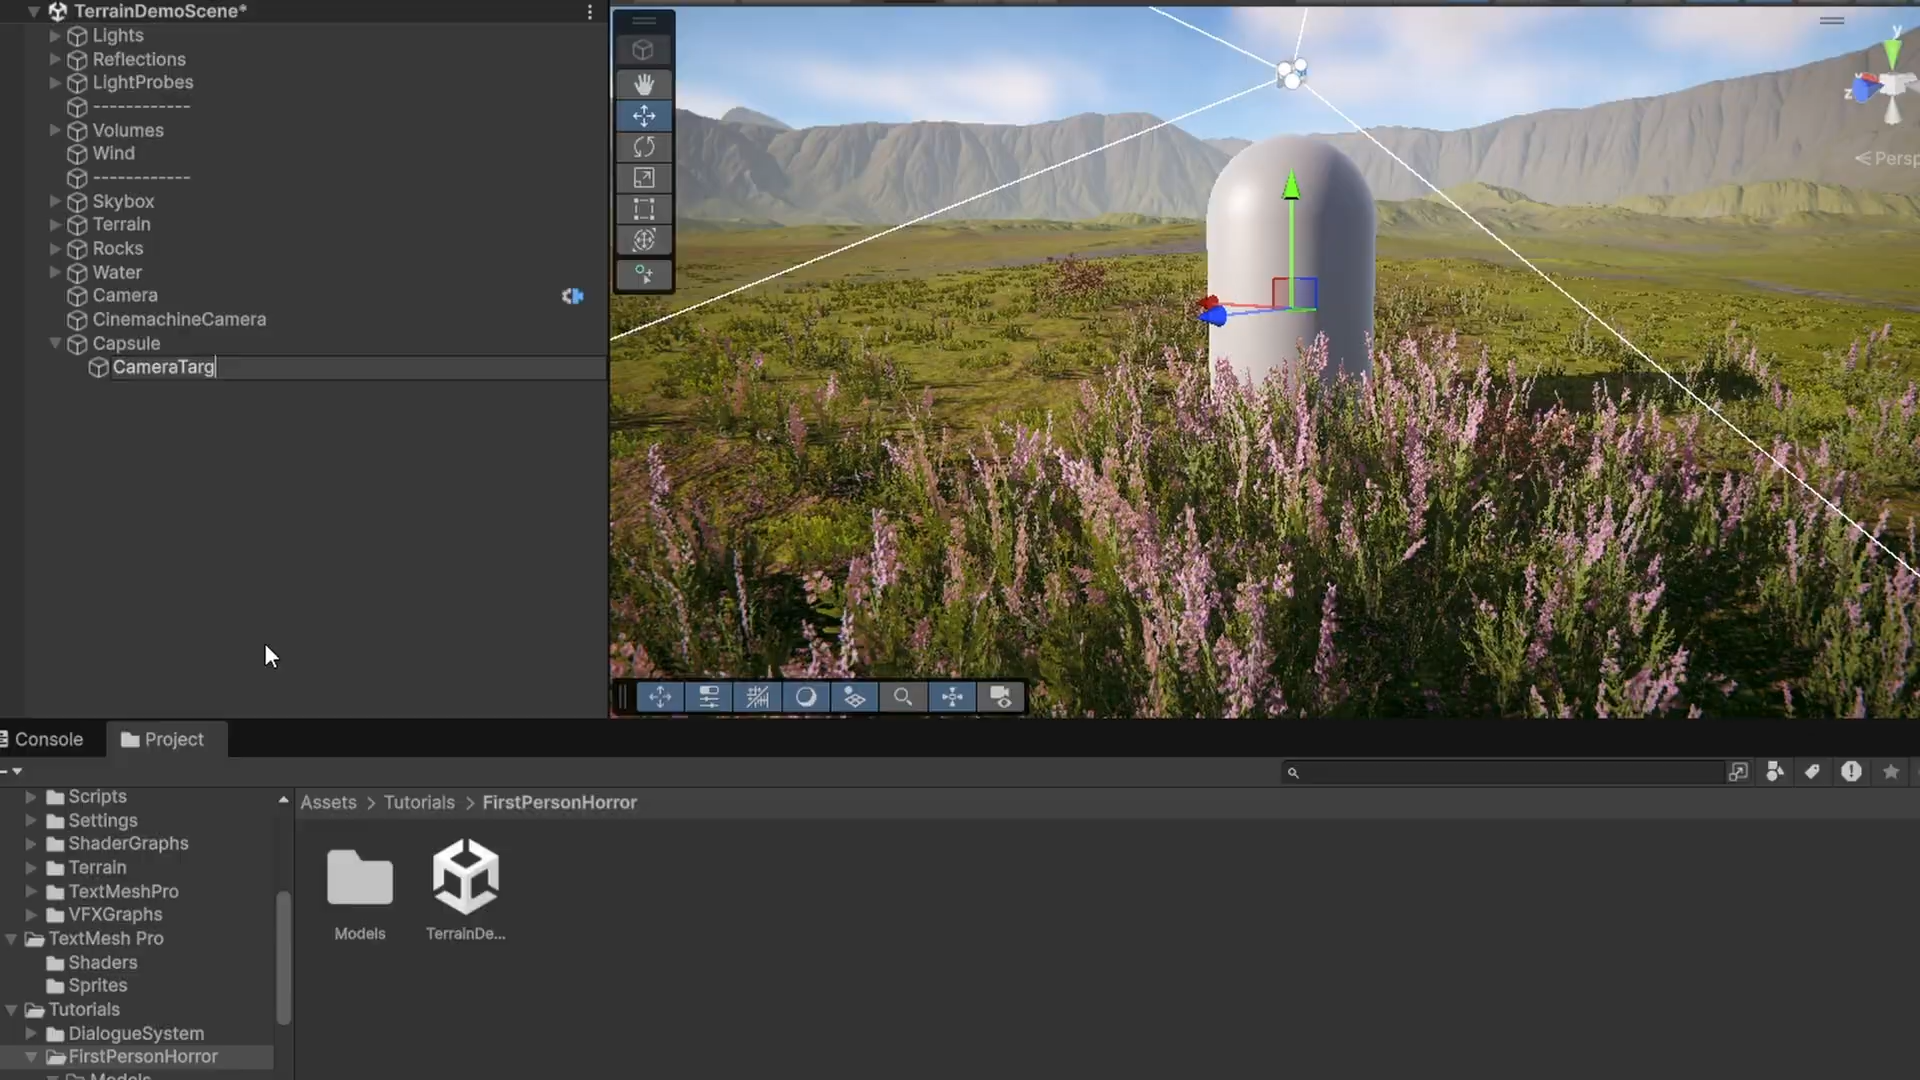 TerrainDemoScene*
Lights
Reflections
LightProbes
------------
Volumes
Wind
------------
Skybox
Terrain
Rocks
Water
Camera
CinemachineCamera
Capsule
CameraTarg
y
z
Persp
Console
Project
Scripts
Settings
ShaderGraphs
Terrain
TextMeshPro
VFXGraphs
TextMesh Pro
Shaders
Sprites
Tutorials
DialogueSystem
FirstPersonHorror
Models
Assets > Tutorials > FirstPersonHorror
Models
TerrainDe...